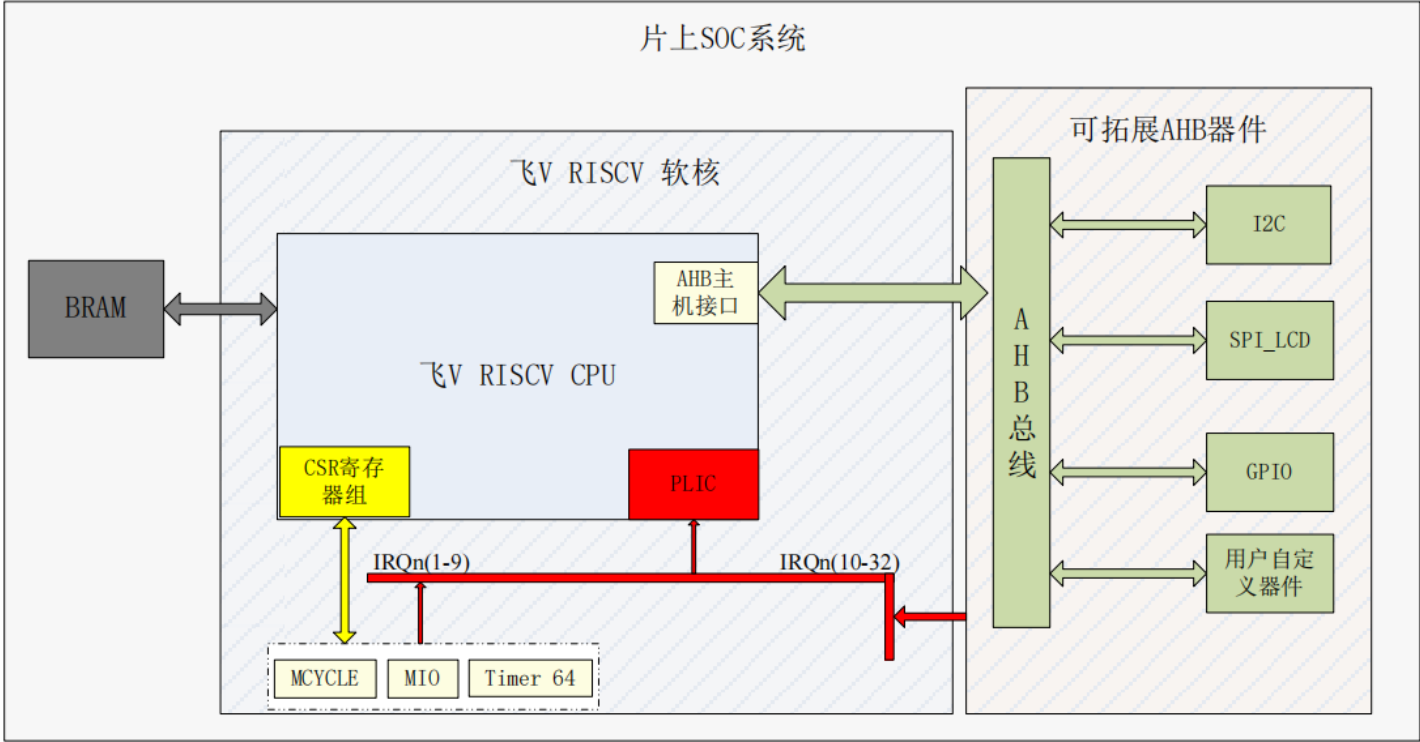 片上SOC系统
可拓展AHB器件
飞V RISCV 软核
AHB主
机接口
I2C
BRAM
A
H
B
总
线
SPI_LCD
飞V RISCV CPU
CSR寄存
器组
PLIC
GPIO
IRQn(1-9)
IRQn(10-32)
用户自定
义器件
MCYCLE
MIO
Timer 64